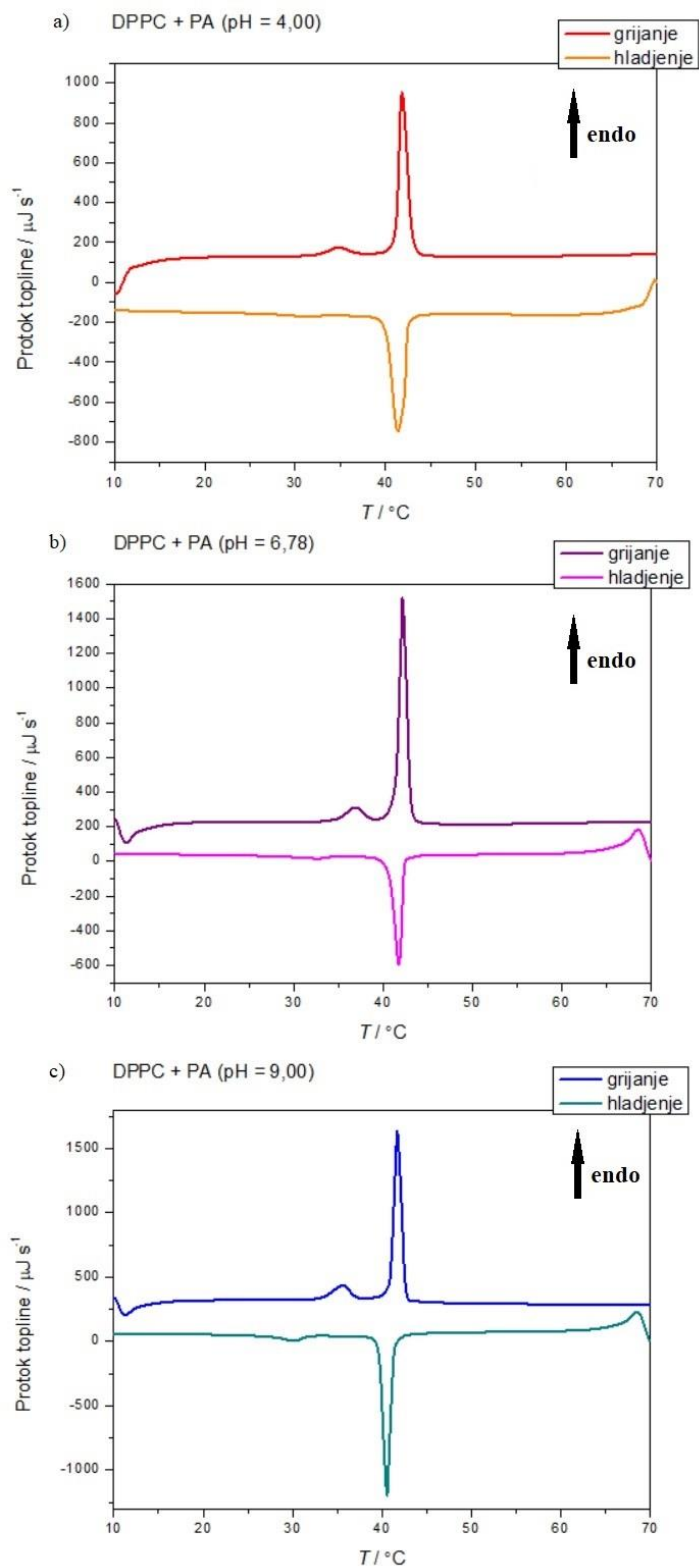 a) DPPC + PA (pH = 4,00)
grijanje
hladjenje
endo
Protok topline / μJ s⁻¹
1000
800
600
400
200
0
-200
-400
-600
-800
10 20 30 40 50 60 70
T / °C
b) DPPC + PA (pH = 6,78)
grijanje
hladjenje
endo
Protok topline / μJ s⁻¹
1600
1400
1200
1000
800
600
400
200
0
-200
-400
-600
10 20 30 40 50 60 70
T / °C
c) DPPC + PA (pH = 9,00)
grijanje
hladjenje
endo
Protok topline / μJ s⁻¹
1500
1000
500
0
-500
-1000
10 20 30 40 50 60 70
T / °C